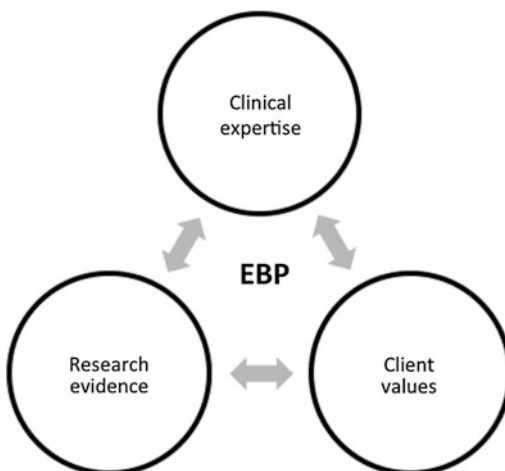 Clinical
expertise
EBP
Research
evidence
Client
values